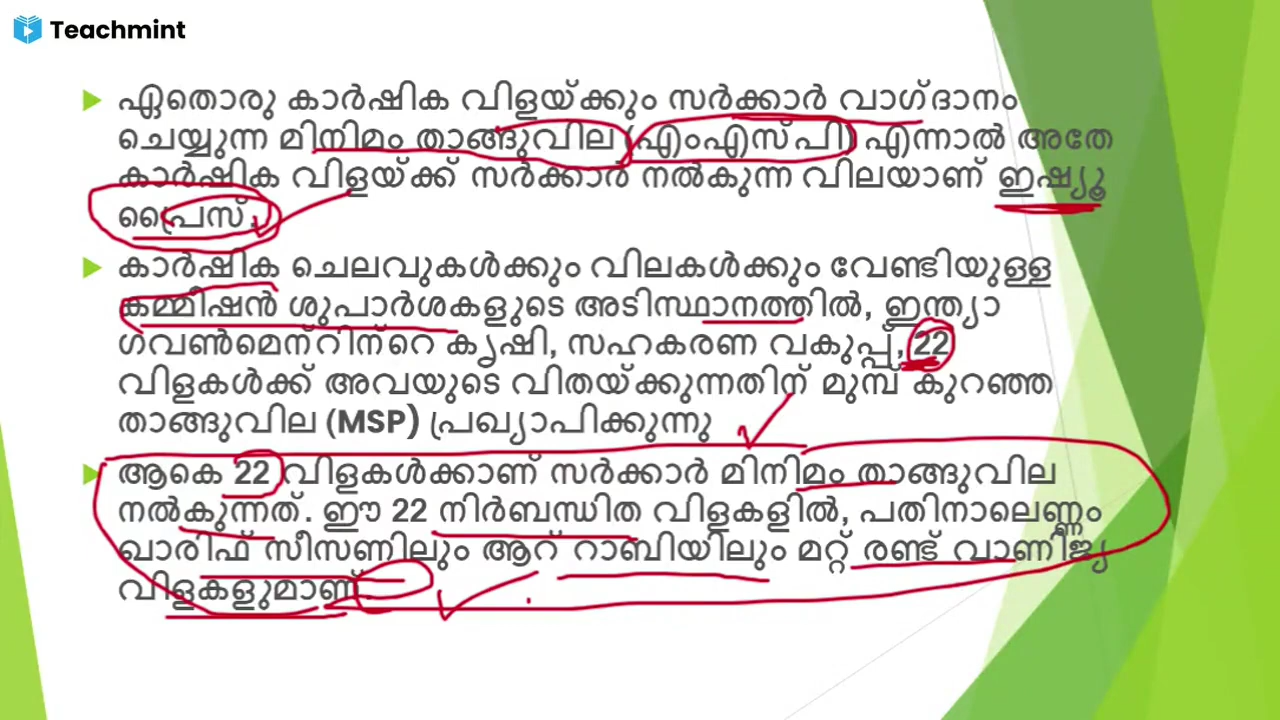 Teachmint
ഏതൊരു കാർഷിക വിളയ്ക്കും സർക്കാർ വാഗ്ദാനം
ചെയ്യുന്ന മിനിമം താങ്ങുവില (എംഎസ്പി) എന്നാൽ അതേ
കാർഷിക വിളയ്ക്ക് സർക്കാർ നൽകുന്ന വിലയാണ് ഇഷ്യൂ
പ്രൈസ്.
കാർഷിക ചെലവുകൾക്കും വിലകൾക്കും വേണ്ടിയുള്ള
കമ്മീഷൻ ശുപാർശകളുടെ അടിസ്ഥാനത്തിൽ, ഇന്ത്യാ
ഗവൺമെന്റിന്റെ കൃഷി, സഹകരണ വകുപ്പ്, 22
വിളകൾക്ക് അവയുടെ വിതയ്ക്കുന്നതിന് മുമ്പ് കുറഞ്ഞ
താങ്ങുവില (MSP) പ്രഖ്യാപിക്കുന്നു
ആകെ 22 വിളകൾക്കാണ് സർക്കാർ മിനിമം താങ്ങുവില
നൽകുന്നത്. ഈ 22 നിർബന്ധിത വിളകളിൽ, പതിനാലെണ്ണം
ഖാരിഫ് സീസണിലും ആറ് റാബിയിലും മറ്റ് രണ്ട് വാണിജ്യ
വിളകളുമാണ്